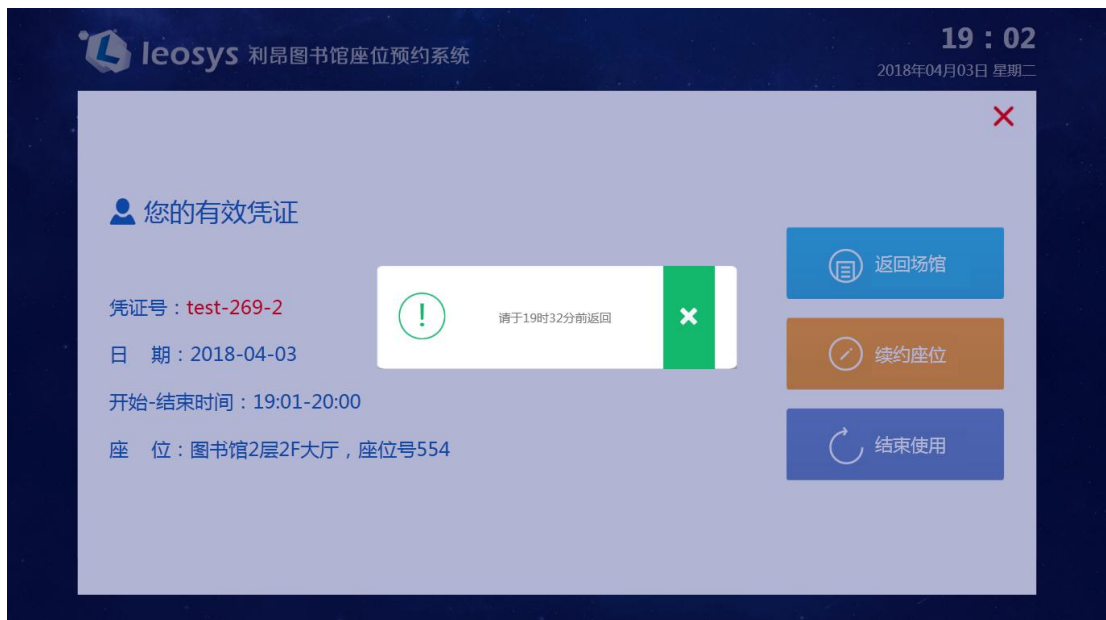 leosys 利昂图书馆座位预约系统
19：02
2018年04月03日 星期二
您的有效凭证
凭证号：test-269-2
日 期：2018-04-03
开始-结束时间：19:01-20:00
座 位：图书馆2层2F大厅，座位号554
请于19时32分前返回
返回场馆
续约座位
结束使用